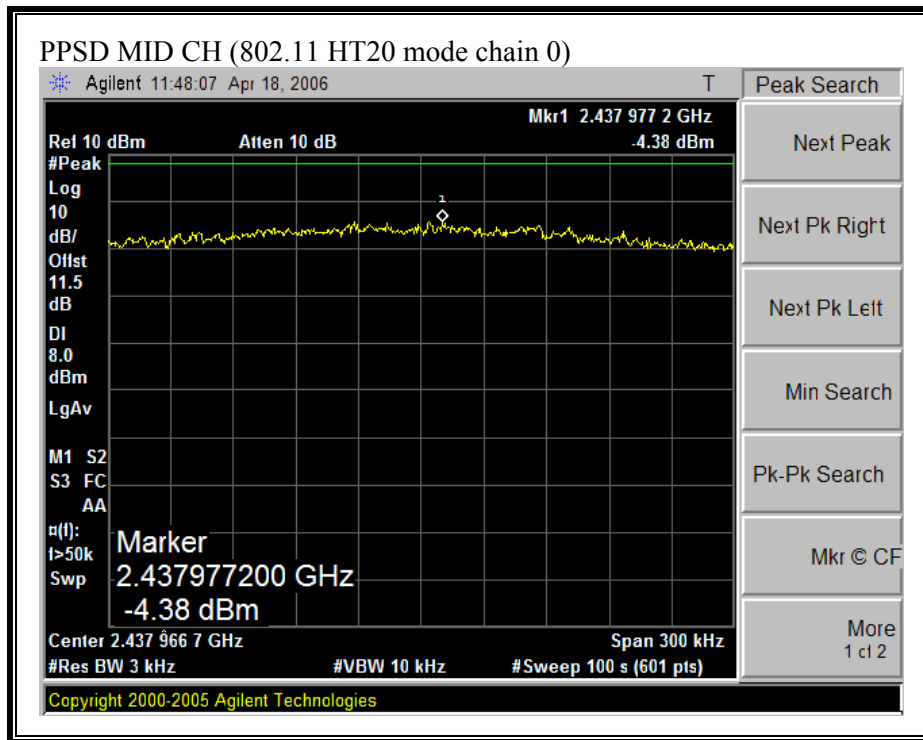 PPSD MID CH (802.11 HT20 mode chain 0)
Agilent 11:48:07 Apr 18, 2006 T
Peak Search
Mkr1 2.437 977 2 GHz
Ref 10 dBm Atten 10 dB -4.38 dBm
#Peak
Log
10
dB/
Offst
11.5
dB
DI
8.0
dBm
LgAv
M1 S2
S3 FC
AA
¤(f):
f>50k
Swp
1
Marker
2.437977200 GHz
-4.38 dBm
Center 2.437 966 7 GHz Span 300 kHz
#Res BW 3 kHz #VBW 10 kHz #Sweep 100 s (601 pts)
Copyright 2000-2005 Agilent Technologies
Next Peak
Next Pk Right
Next Pk Left
Min Search
Pk-Pk Search
Mkr © CF
More
1 of 2